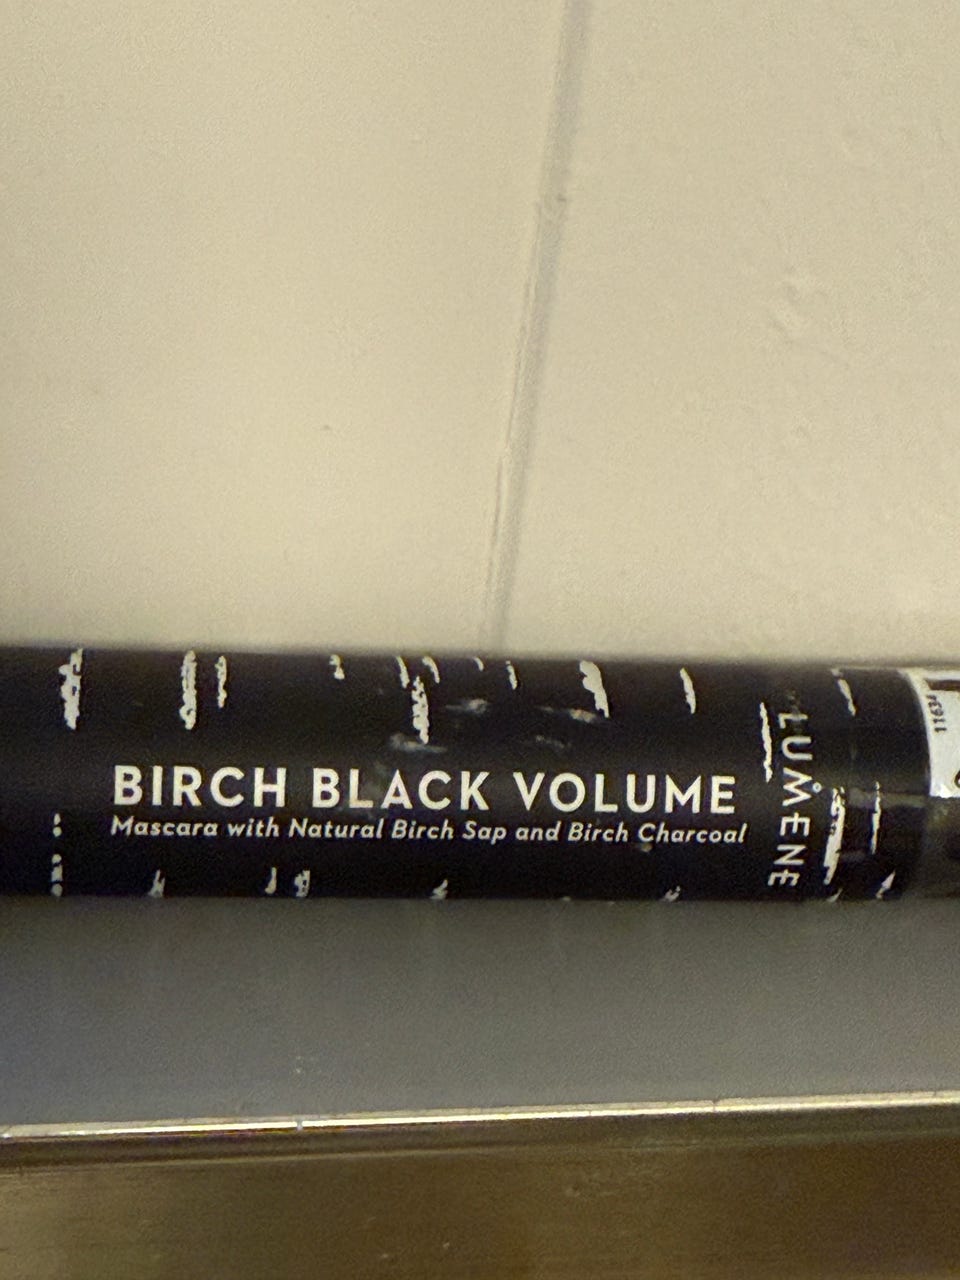 BIRCH BLACK VOLUME
Mascara with Natural Birch Sap and Birch Charcoal
LUMENE